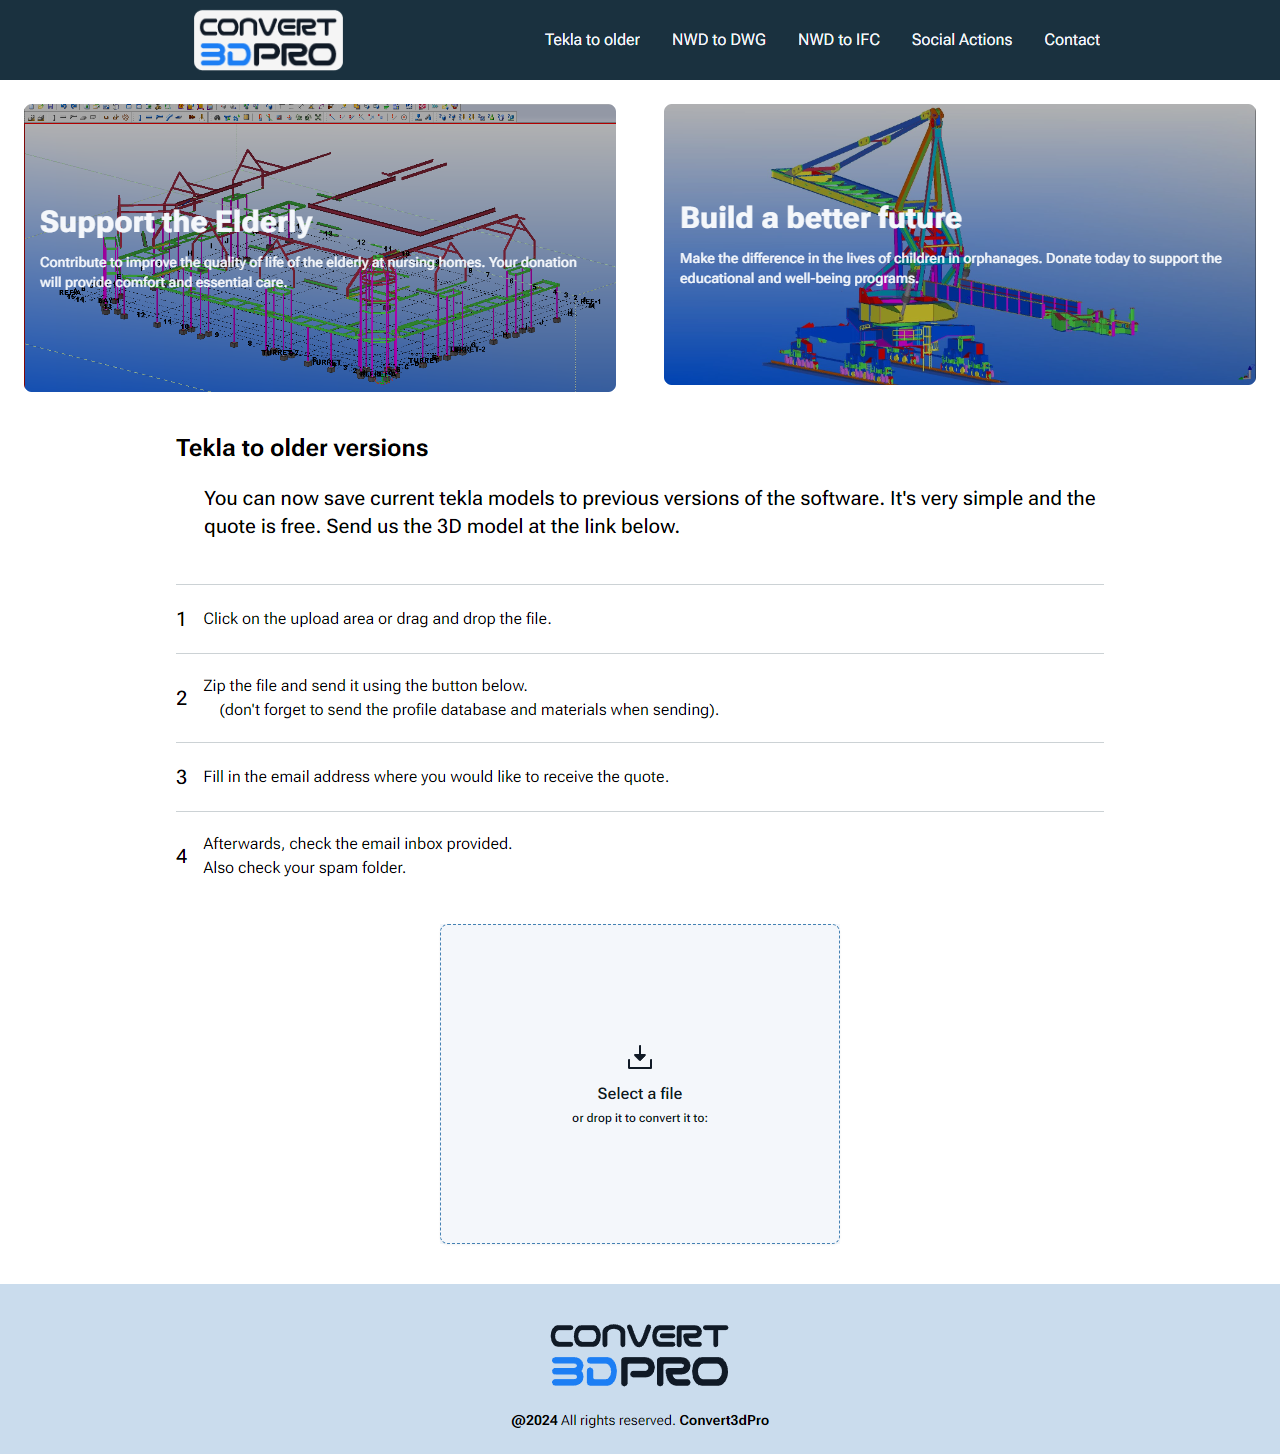 CONVERT
3DPRO
Tekla to older
NWD to DWG
NWD to IFC
Social Actions
Contact
Support the Elderly
Contribute to improve the quality of life of the elderly at nursing homes. Your donation
will provide comfort and essential care.
Build a better future
Make the difference in the lives of children in orphanages. Donate today to support the
educational and well-being programs.
Tekla to older versions
You can now save current tekla models to previous versions of the software. It's very simple and the
quote is free. Send us the 3D model at the link below.
1 Click on the upload area or drag and drop the file.
2 Zip the file and send it using the button below.
(don't forget to send the profile database and materials when sending).
3 Fill in the email address where you would like to receive the quote.
4 Afterwards, check the email inbox provided.
Also check your spam folder.
Select a file
or drop it to convert it to:
CONVERT
3DPRO
@2024 All rights reserved. Convert3dPro